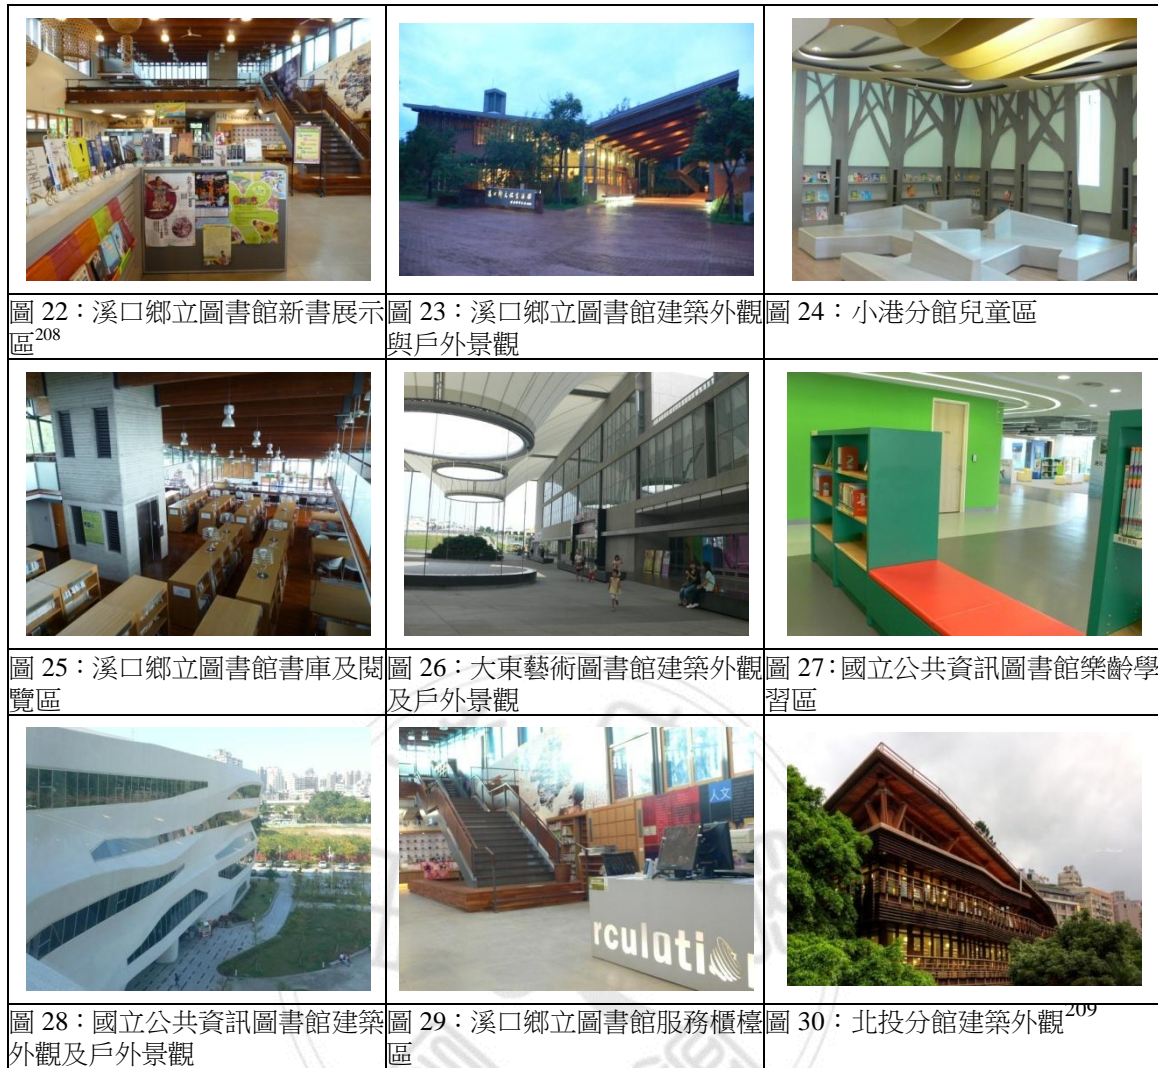 圖 22：溪口鄉立圖書館新書展示
區208
圖 23：溪口鄉立圖書館建築外觀
與戶外景觀
圖 24：小港分館兒童區
圖 25：溪口鄉立圖書館書庫及閱
覽區
圖 26：大東藝術圖書館建築外觀
及戶外景觀
圖 27：國立公共資訊圖書館樂齡學
習區
人文
rculati
圖 28：國立公共資訊圖書館建築
外觀及戶外景觀
圖 29：溪口鄉立圖書館服務櫃檯
區
圖 30：北投分館建築外觀209